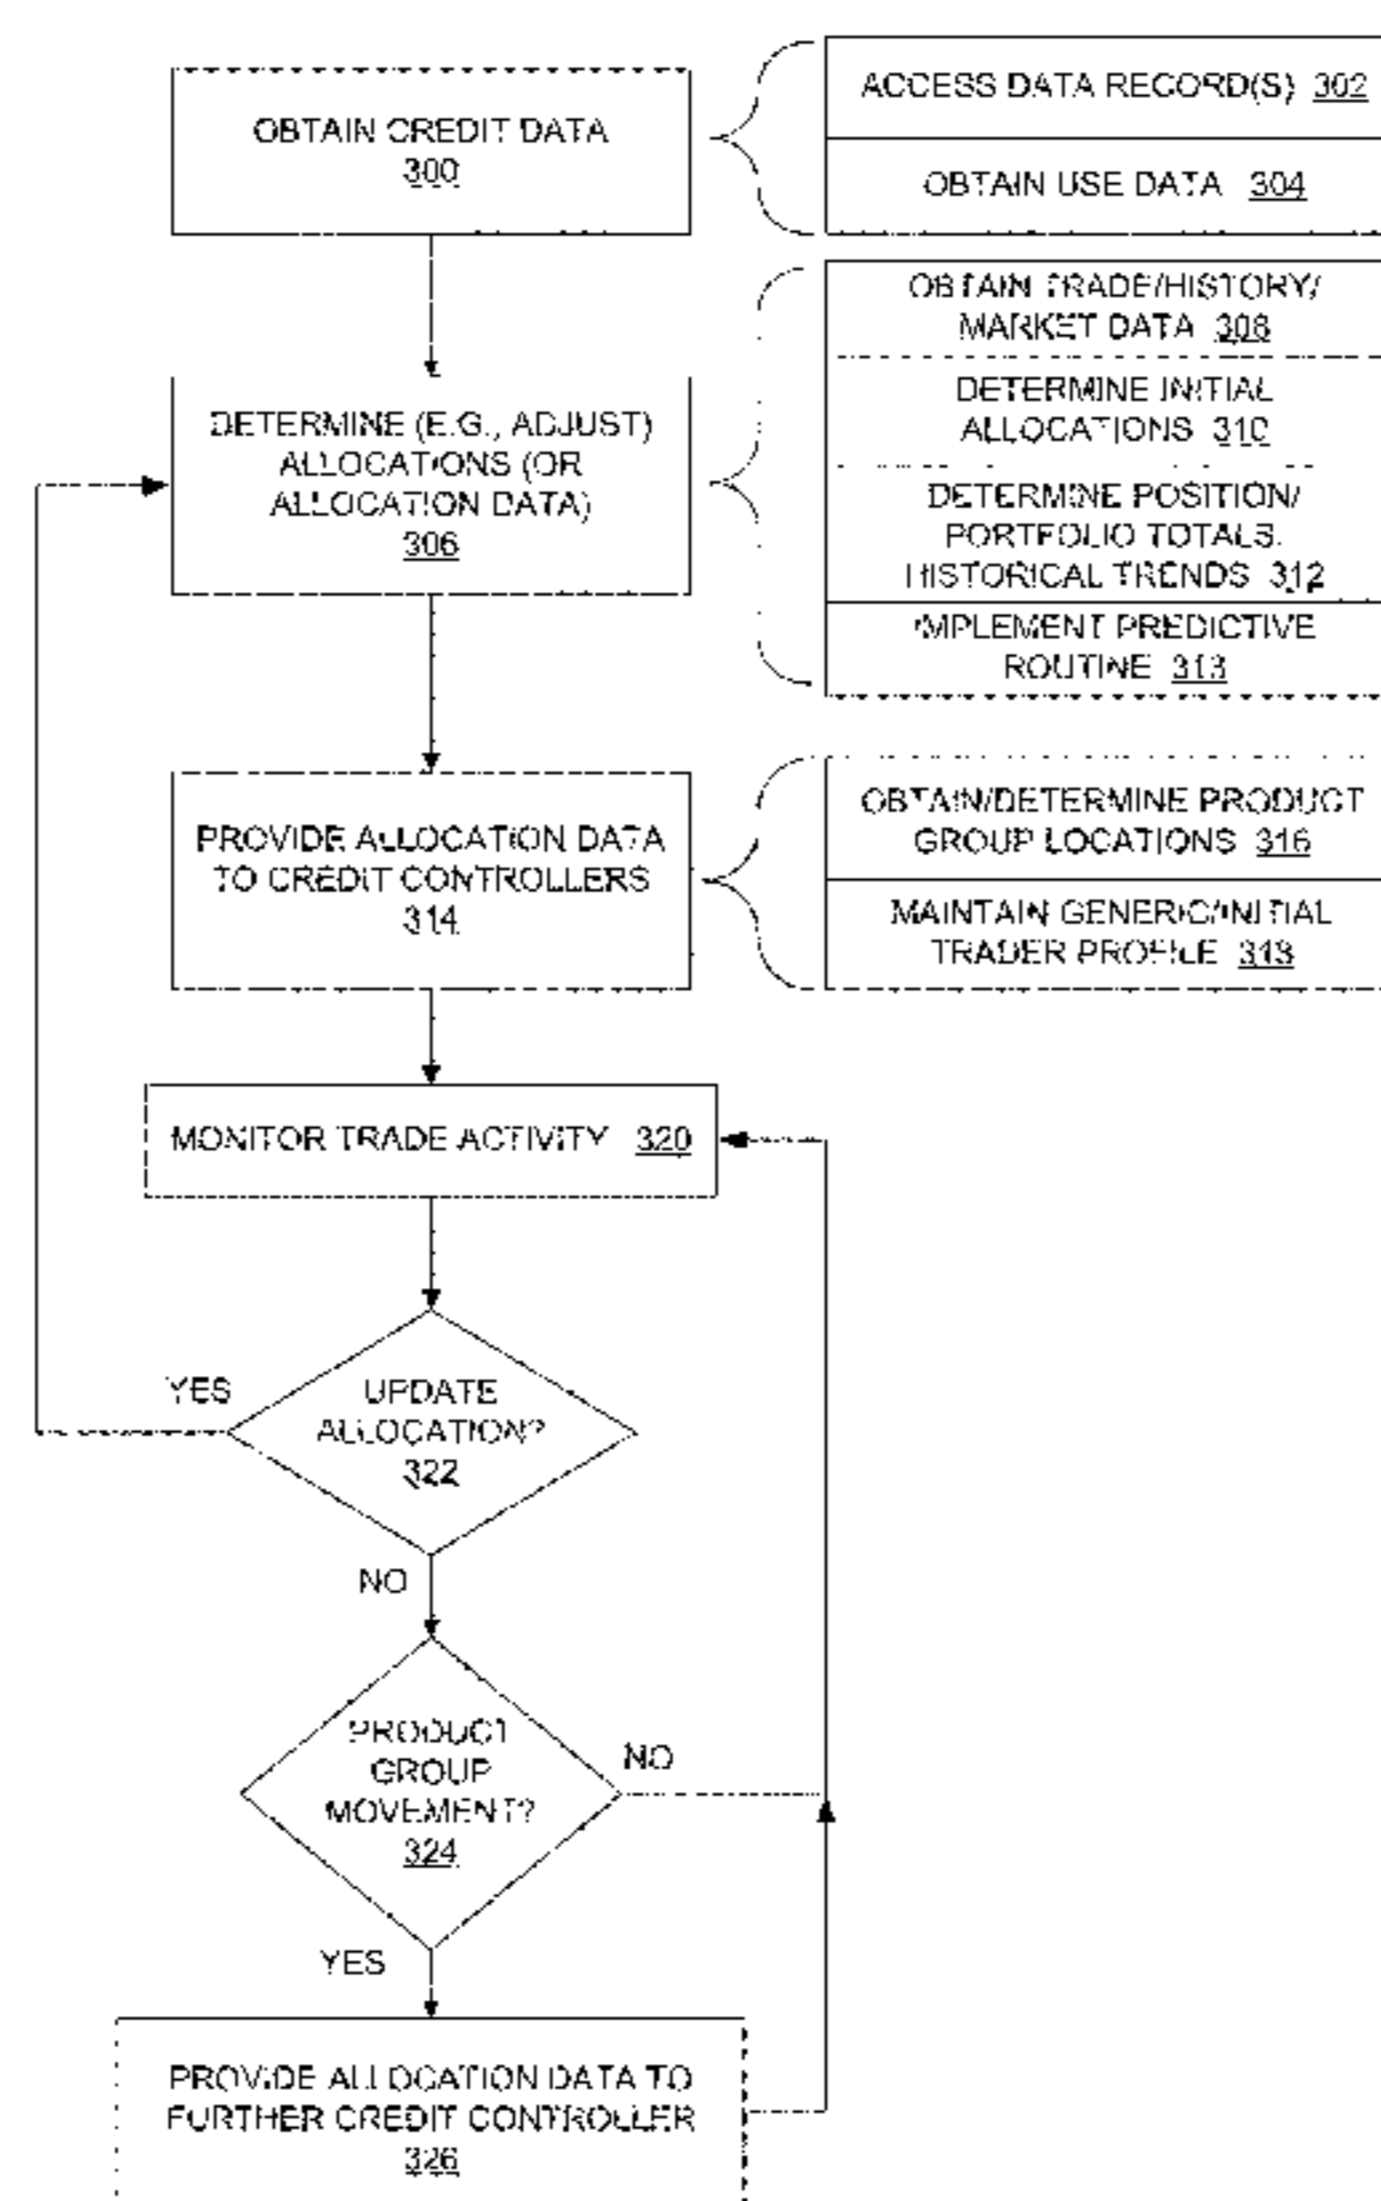 OBTAIN CREDIT DATA
300
ACCESS DATA RECORD(S) 302
OBTAIN USE DATA 304
DETERMINE (E.G., ADJUST)
ALLOCATIONS (OR
ALLOCATION DATA)
306
OBTAIN TRADE/HISTORY/
MARKET DATA 308
DETERMINE INITIAL
ALLOCATIONS 310
DETERMINE POSITION/
PORTFOLIO TOTALS,
HISTORICAL TRENDS 312
IMPLEMENT PREDICTIVE
ROUTINE 313
PROVIDE ALLOCATION DATA
TO CREDIT CONTROLLERS
314
OBTAIN/DETERMINE PRODUCT
GROUP LOCATIONS 316
MAINTAIN GENERIC/INITIAL
TRADER PROFILE 318
MONITOR TRADE ACTIVITY 320
YES
UPDATE
ALLOCATION?
322
NO
PRODUCT
GROUP
MOVEMENT?
324
NO
YES
PROVIDE ALLOCATION DATA TO
FURTHER CREDIT CONTROLLER
326